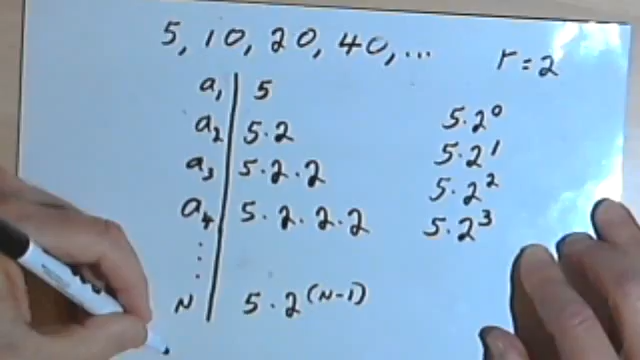 5, 10, 20, 40, ... r = 2
a₁ | 5 5·2⁰
a₂ | 5·2 5·2¹
a₃ | 5·2·2 5·2²
a₄ | 5·2·2·2 5·2³
⋮
N | 5·2⁽ᴺ⁻¹⁾